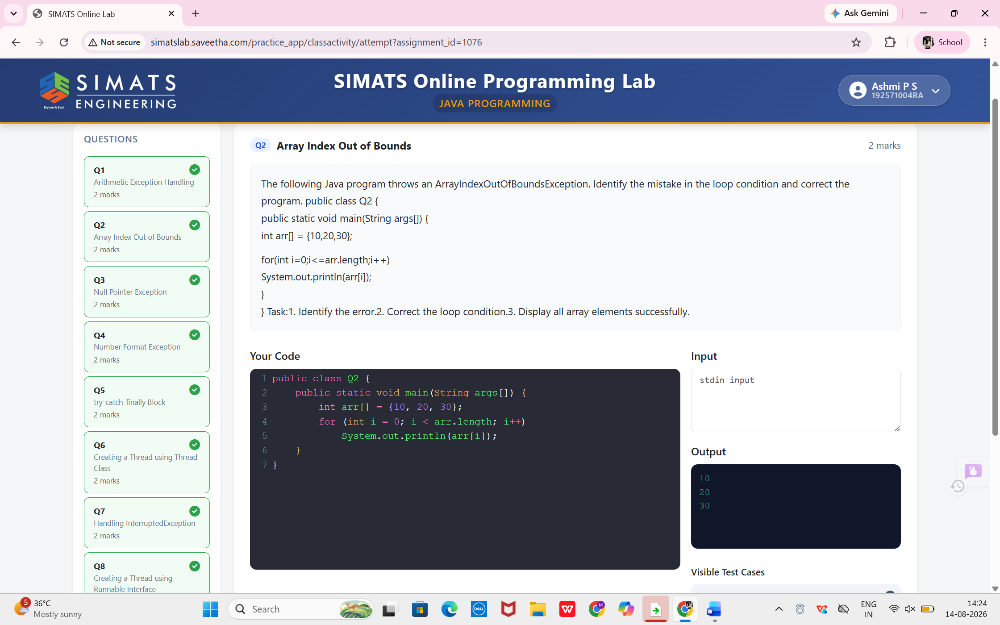 SIMATS Online Lab
Ask Gemini
Not secure
simatslab.saveetha.com/practice_app/classactivity/attempt?assignment_id=1076
School
SIMATS
ENGINEERING
Engineer to Excel
SIMATS Online Programming Lab
JAVA PROGRAMMING
Ashmi P S
192571004RA
QUESTIONS
Q1
Arithmetic Exception Handling
2 marks
Q2
Array Index Out of Bounds
2 marks
Q3
Null Pointer Exception
2 marks
Q4
Number Format Exception
2 marks
Q5
try-catch-finally Block
2 marks
Q6
Creating a Thread using Thread
Class
2 marks
Q7
Handling InterruptedException
2 marks
Q8
Creating a Thread using
Runnable Interface
Q2 Array Index Out of Bounds 2 marks
The following Java program throws an ArrayIndexOutOfBoundsException. Identify the mistake in the loop condition and correct the
program. public class Q2 {
public static void main(String args[]) {
int arr[] = {10,20,30};
for(int i=0;i<=arr.length;i++)
System.out.println(arr[i]);
}
} Task:1. Identify the error.2. Correct the loop condition.3. Display all array elements successfully.
Your Code
1 public class Q2 {
2 public static void main(String args[]) {
3 int arr[] = {10, 20, 30};
4 for (int i = 0; i < arr.length; i++)
5 System.out.println(arr[i]);
6 }
7 }
Input
stdin input
Output
10
20
30
Visible Test Cases
5
36°C
Mostly sunny
Search
DELL
M
W
ENG
IN
14:24
14-08-2026